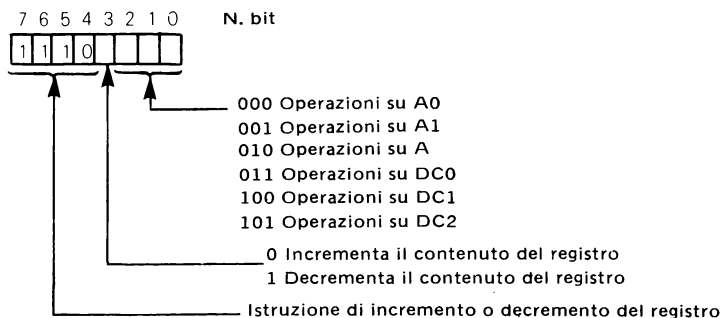 7 6 5 4 3 2 1 0 N. bit
1 1 1 0
000 Operazioni su A0
001 Operazioni su A1
010 Operazioni su A
011 Operazioni su DC0
100 Operazioni su DC1
101 Operazioni su DC2
0 Incrementa il contenuto del registro
1 Decrementa il contenuto del registro
Istruzione di incremento o decremento del registro